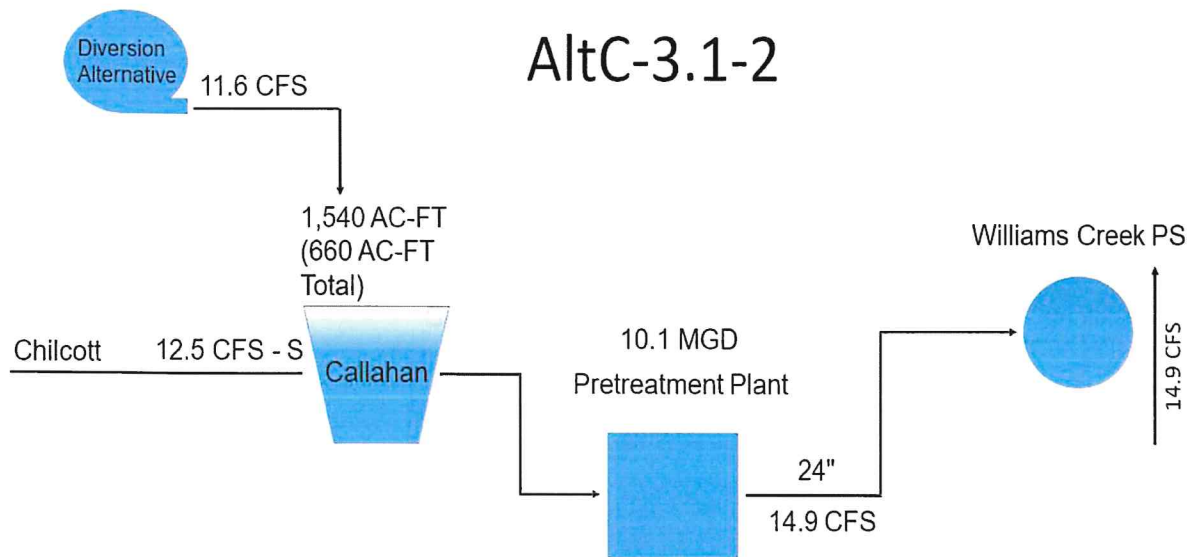 AltC-3.1-2
Diversion
Alternative
11.6 CFS
1,540 AC-FT
(660 AC-FT
Total)
Chilcott
12.5 CFS - S
Callahan
10.1 MGD
Pretreatment Plant
24"
14.9 CFS
Williams Creek PS
14.9 CFS